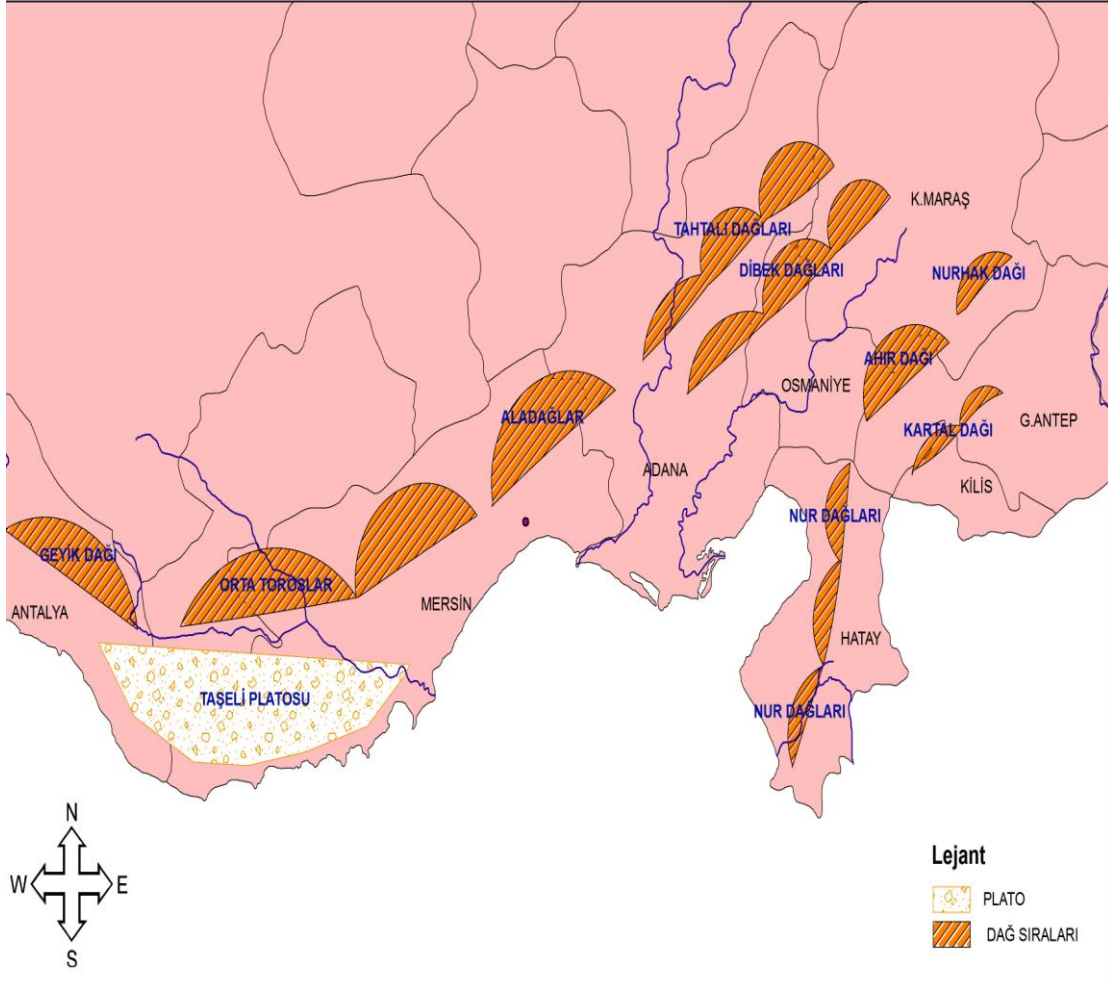 K.MARAŞ
TAHTALI DAĞLARI
DİBEK DAĞLARI
NURHAK DAĞI
AHIR DAĞI
OSMANİYE
ALADAĞLAR
G.ANTEP
KARTAL DAĞI
ADANA
KİLİS
NUR DAĞLARI
GEYİK DAĞI
ORTA TOROSLAR
MERSİN
ANTALYA
HATAY
TAŞELİ PLATOSU
NUR DAĞLARI
N
W E
S
Lejant
PLATO
DAĞ SIRALARI